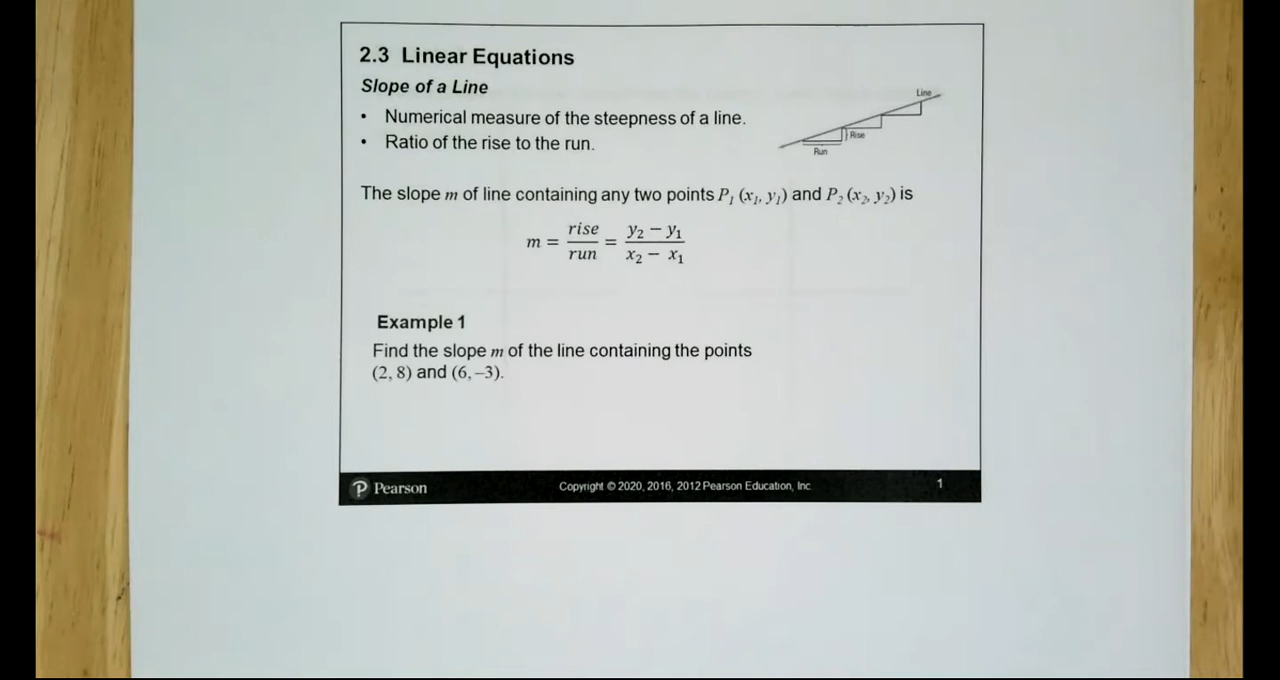 2.3 Linear Equations
Slope of a Line
• Numerical measure of the steepness of a line.
• Ratio of the rise to the run.
Line
Rise
Run
The slope m of line containing any two points P₁ (x₁, y₁) and P₂ (x₂, y₂) is
m = rise/run = (y₂ − y₁)/(x₂ − x₁)
Example 1
Find the slope m of the line containing the points
(2, 8) and (6, –3).
Pearson
Copyright © 2020, 2016, 2012 Pearson Education, Inc
1